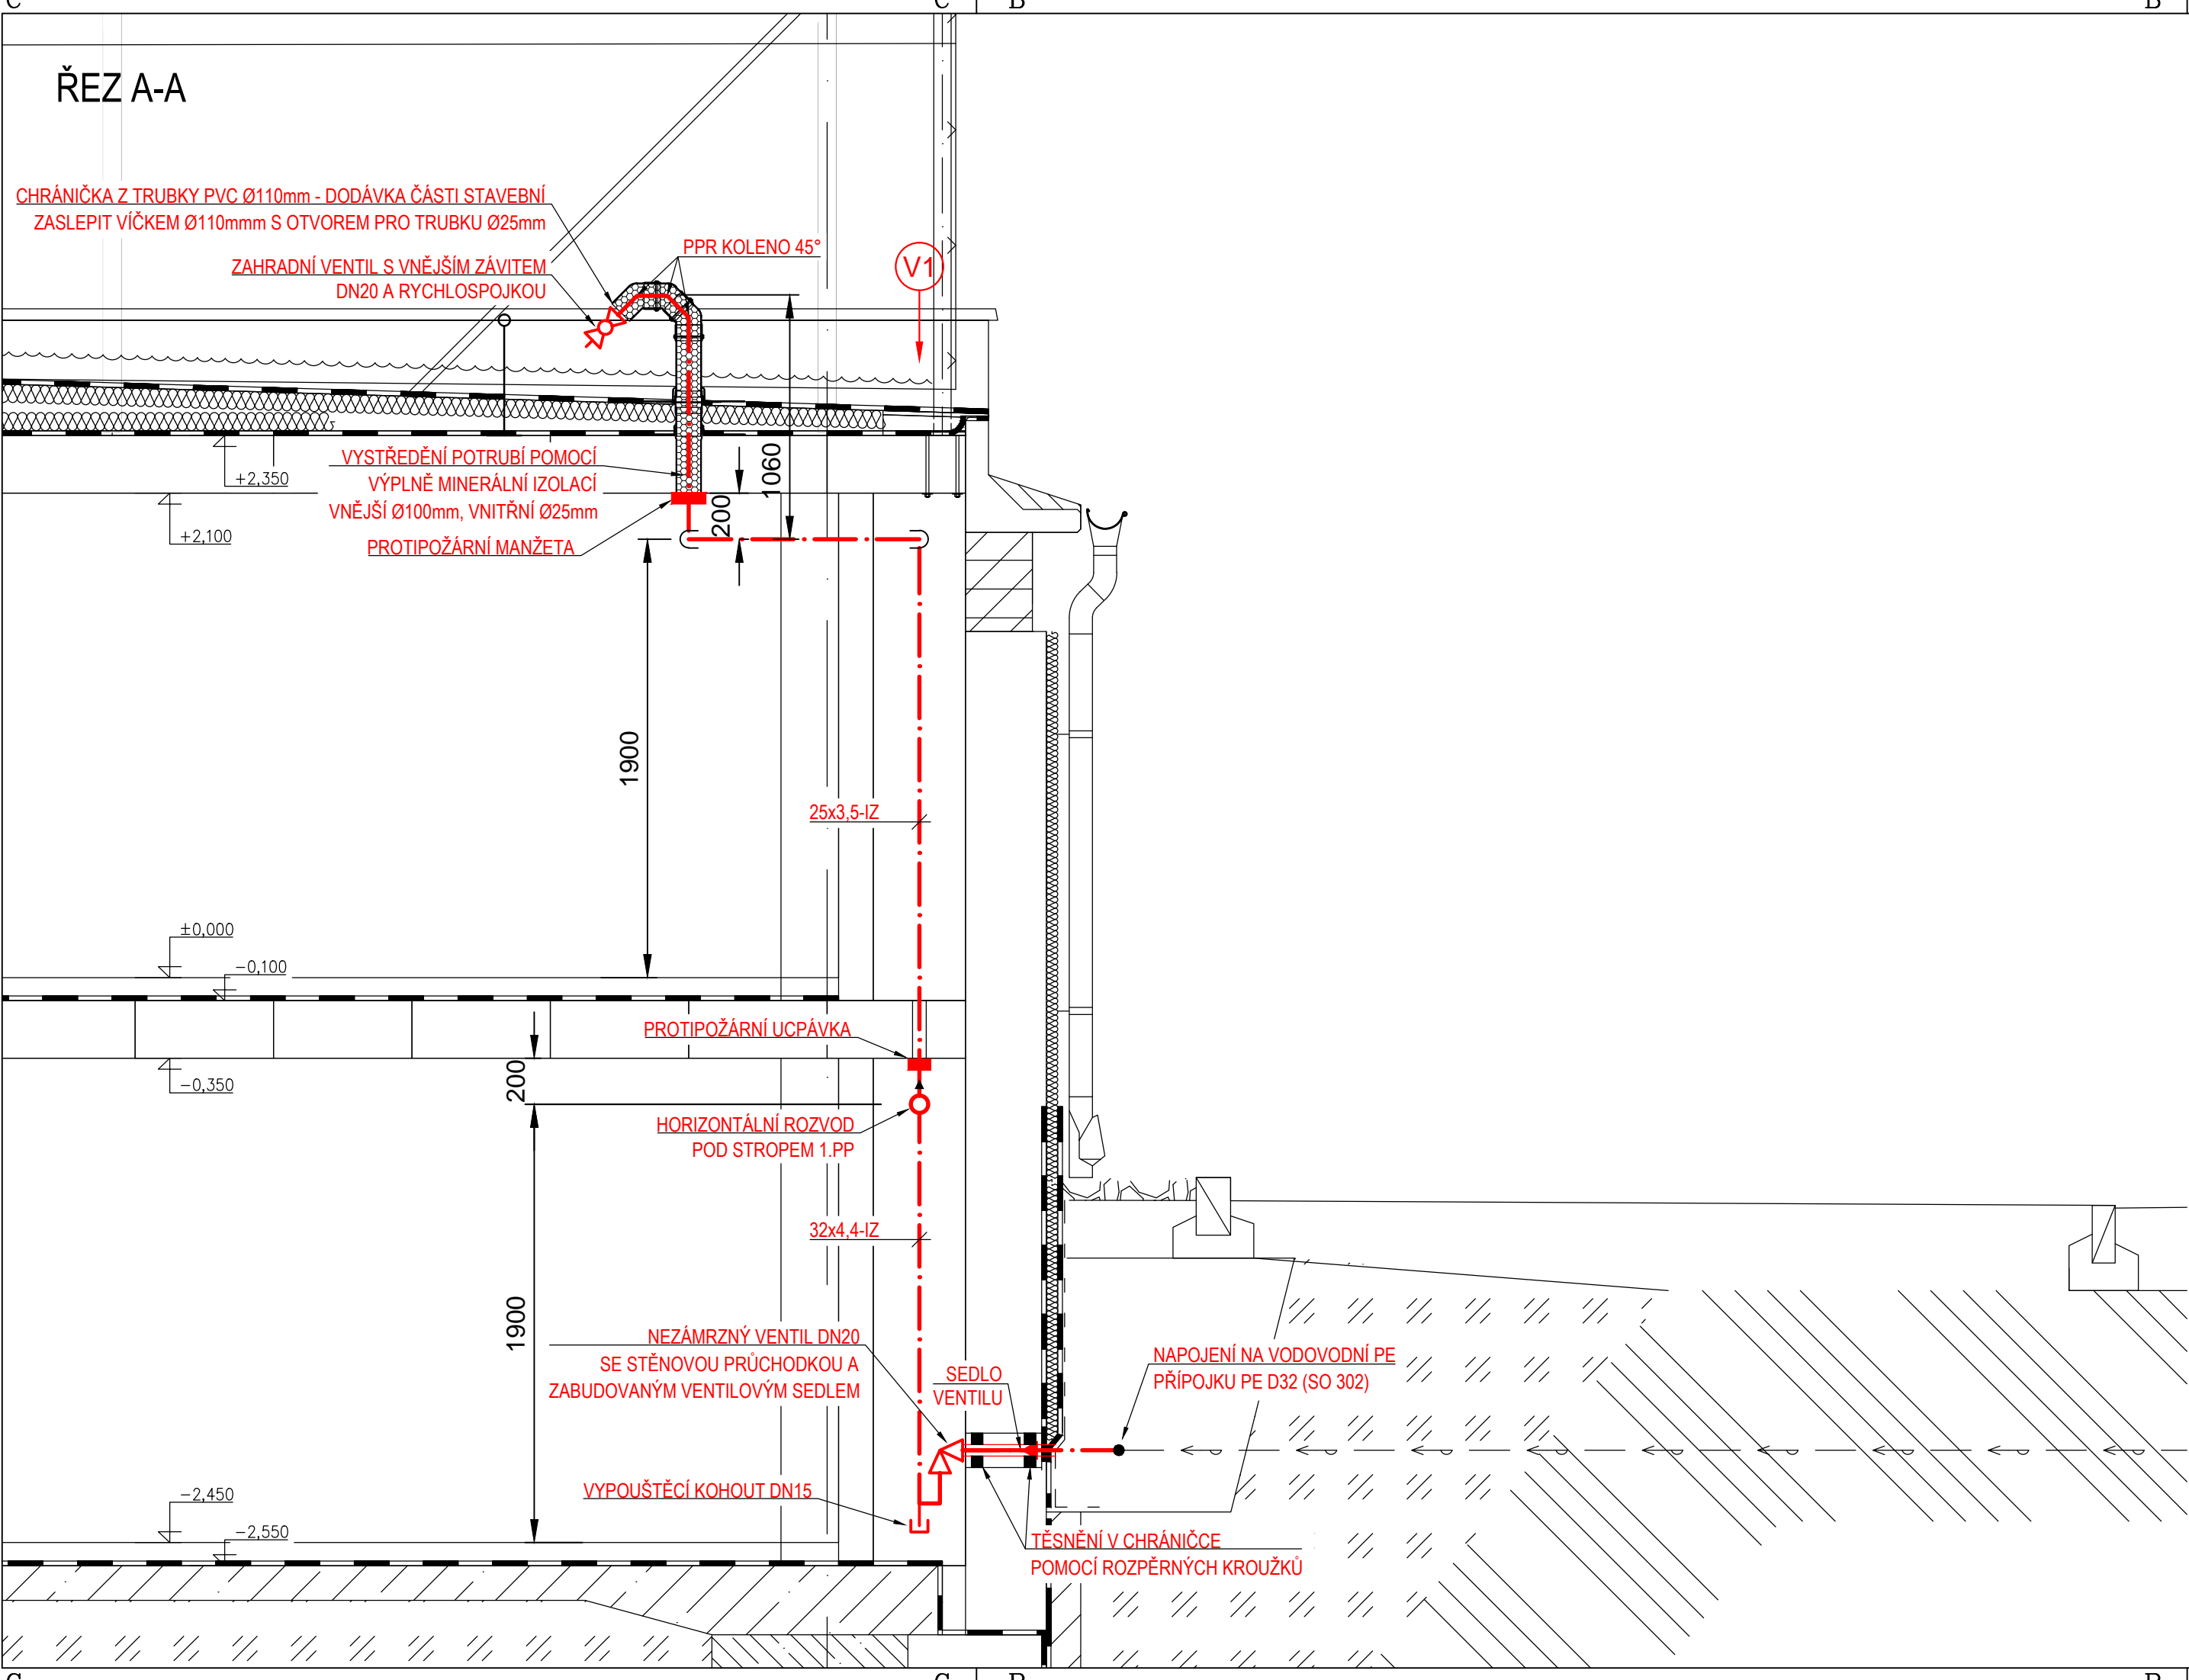 C
C
B
B
ŘEZ A-A
CHRÁNIČKA Z TRUBKY PVC Ø110mm - DODÁVKA ČÁSTI STAVEBNÍ
ZASLEPIT VÍČKEM Ø110mmm S OTVOREM PRO TRUBKU Ø25mm
PPR KOLENO 45°
V1
ZAHRADNÍ VENTIL S VNĚJŠÍM ZÁVITEM
DN20 A RYCHLOSPOJKOU
VYSTŘEDĚNÍ POTRUBÍ POMOCÍ
VÝPLNĚ MINERÁLNÍ IZOLACÍ
VNĚJŠÍ Ø100mm, VNITŘNÍ Ø25mm
PROTIPOŽÁRNÍ MANŽETA
+2,350
+2,100
1060
200
1900
25x3,5-IZ
±0,000
-0,100
PROTIPOŽÁRNÍ UCPÁVKA
-0,350
200
HORIZONTÁLNÍ ROZVOD
POD STROPEM 1.PP
32x4,4-IZ
1900
NEZÁMRZNÝ VENTIL DN20
SE STĚNOVOU PRŮCHODKOU A
ZABUDOVANÝM VENTILOVÝM SEDLEM
SEDLO
VENTILU
NAPOJENÍ NA VODOVODNÍ PE
PŘÍPOJKU PE D32 (SO 302)
VYPOUŠTĚCÍ KOHOUT DN15
-2,450
-2,550
TĚSNĚNÍ V CHRÁNIČCE
POMOCÍ ROZPĚRNÝCH KROUŽKŮ
C
C
B
B